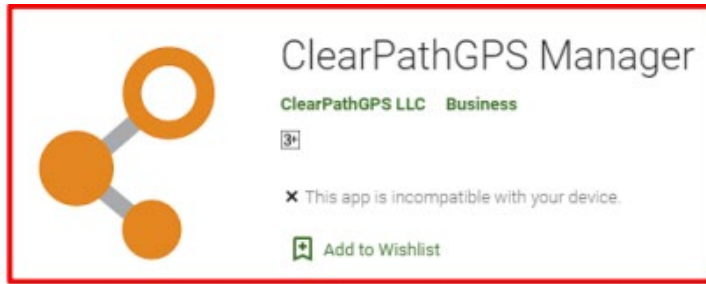 ClearPathGPS Manager
ClearPathGPS LLC Business
3+
✕ This app is incompatible with your device.
Add to Wishlist